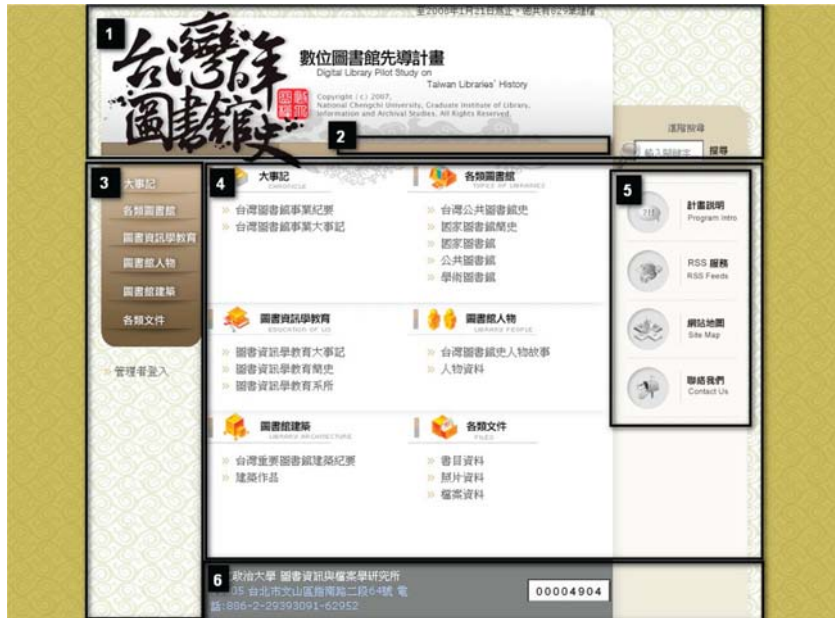 1
至2008年1月21日為止，總共有829筆建檔
台灣百年
圖書館史
數位圖書館先導計畫
Digital Library Pilot Study on
Taiwan Libraries' History
Copyright (c) 2007,
National Chengchi University, Graduate Institute of Library,
Information and Archival Studies. All Rights Reserved.
2
進階搜尋
輸入關鍵字 搜尋
3
大事記
各類圖書館
圖書資訊學教育
圖書館人物
圖書館建築
各類文件
» 管理者登入
4
大事記
CHRONICLE
» 台灣圖書館事業紀要
» 台灣圖書館事業大事記
各類圖書館
TOPICS OF LIBRARIES
» 台灣公共圖書館史
» 國家圖書館簡史
» 國家圖書館
» 公共圖書館
» 學術圖書館
圖書資訊學教育
EDUCATION OF LIS
» 圖書資訊學教育大事記
» 圖書資訊學教育簡史
» 圖書資訊學教育系所
圖書館人物
LIBRARY PEOPLE
» 台灣圖書館史人物故事
» 人物資料
圖書館建築
LIBRARY ARCHITECTURE
» 台灣重要圖書館建築紀要
» 建築作品
各類文件
FILES
» 書目資料
» 照片資料
» 檔案資料
5
計畫說明
Program Intro
RSS 服務
RSS Feeds
網站地圖
Site Map
聯絡我們
Contact Us
6
政治大學 圖書資訊與檔案學研究所
05 台北市文山區指南路二段64號 電
話:886-2-29393091-62952
00004904